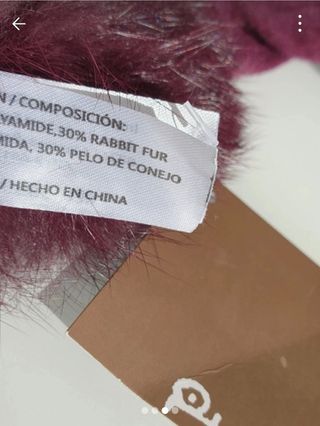 N / COMPOSICIÓN:
YAMIDE,30% RABBIT FUR
MIDA, 30% PELO DE CONEJO
/ HECHO EN CHINA